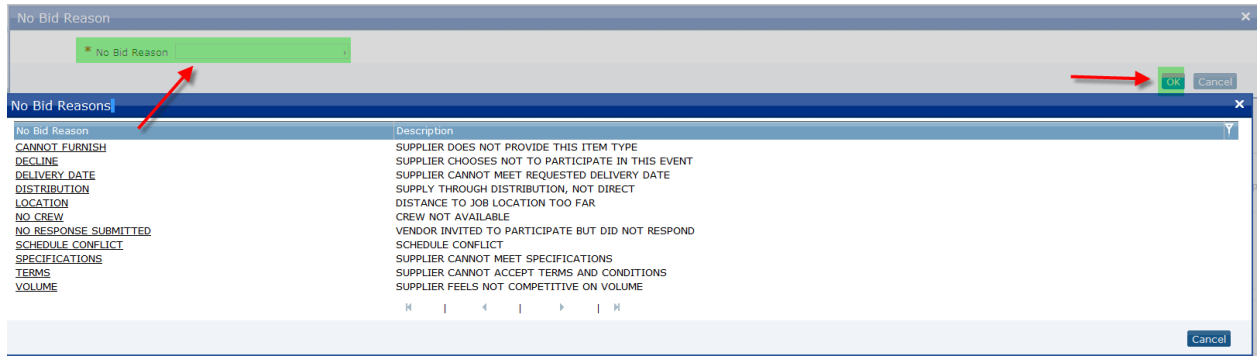 No Bid Reason
* No Bid Reason
OK Cancel
No Bid Reasons
No Bid Reason Description
CANNOT FURNISH SUPPLIER DOES NOT PROVIDE THIS ITEM TYPE
DECLINE SUPPLIER CHOOSES NOT TO PARTICIPATE IN THIS EVENT
DELIVERY DATE SUPPLIER CANNOT MEET REQUESTED DELIVERY DATE
DISTRIBUTION SUPPLY THROUGH DISTRIBUTION, NOT DIRECT
LOCATION DISTANCE TO JOB LOCATION TOO FAR
NO CREW CREW NOT AVAILABLE
NO RESPONSE SUBMITTED VENDOR INVITED TO PARTICIPATE BUT DID NOT RESPOND
SCHEDULE CONFLICT SCHEDULE CONFLICT
SPECIFICATIONS SUPPLIER CANNOT MEET SPECIFICATIONS
TERMS SUPPLIER CANNOT ACCEPT TERMS AND CONDITIONS
VOLUME SUPPLIER FEELS NOT COMPETITIVE ON VOLUME
Cancel